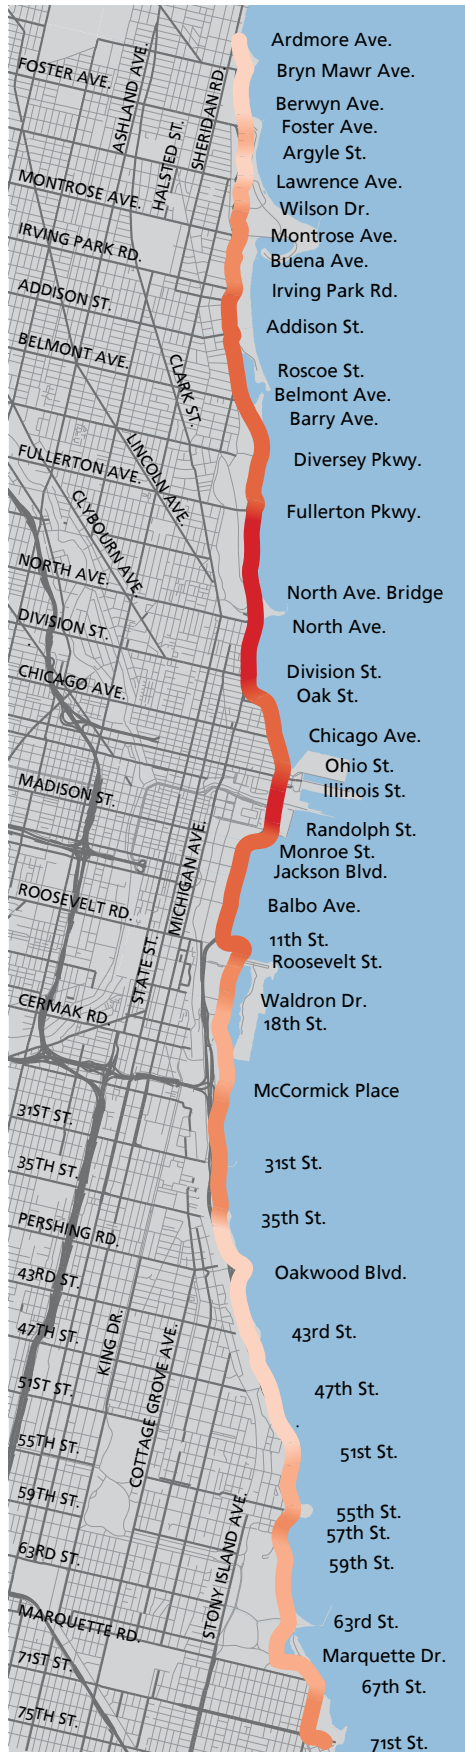 Ardmore Ave.
Bryn Mawr Ave.
Berwyn Ave.
Foster Ave.
Argyle St.
Lawrence Ave.
Wilson Dr.
Montrose Ave.
Buena Ave.
Irving Park Rd.
Addison St.
Roscoe St.
Belmont Ave.
Barry Ave.
Diversey Pkwy.
Fullerton Pkwy.
North Ave. Bridge
North Ave.
Division St.
Oak St.
Chicago Ave.
Ohio St.
Illinois St.
Randolph St.
Monroe St.
Jackson Blvd.
Balbo Ave.
11th St.
Roosevelt St.
Waldron Dr.
18th St.
McCormick Place
31st St.
35th St.
Oakwood Blvd.
43rd St.
47th St.
51st St.
55th St.
57th St.
59th St.
63rd St.
Marquette Dr.
67th St.
71st St.
FOSTER AVE.
ASHLAND AVE.
HALSTED ST.
SHERIDAN RD.
MONTROSE AVE.
IRVING PARK RD.
ADDISON ST.
BELMONT AVE.
CLARK ST.
LINCOLN AVE.
FULLERTON AVE.
CLYBOURN AVE.
NORTH AVE.
DIVISION ST.
CHICAGO AVE.
MADISON ST.
MICHIGAN AVE.
ROOSEVELT RD.
STATE ST.
CERMAK RD.
31ST ST.
35TH ST.
PERSHING RD.
43RD ST.
47TH ST.
KING DR.
COTTAGE GROVE AVE.
51ST ST.
55TH ST.
59TH ST.
63RD ST.
STONY ISLAND AVE.
MARQUETTE RD.
71ST ST.
75TH ST.